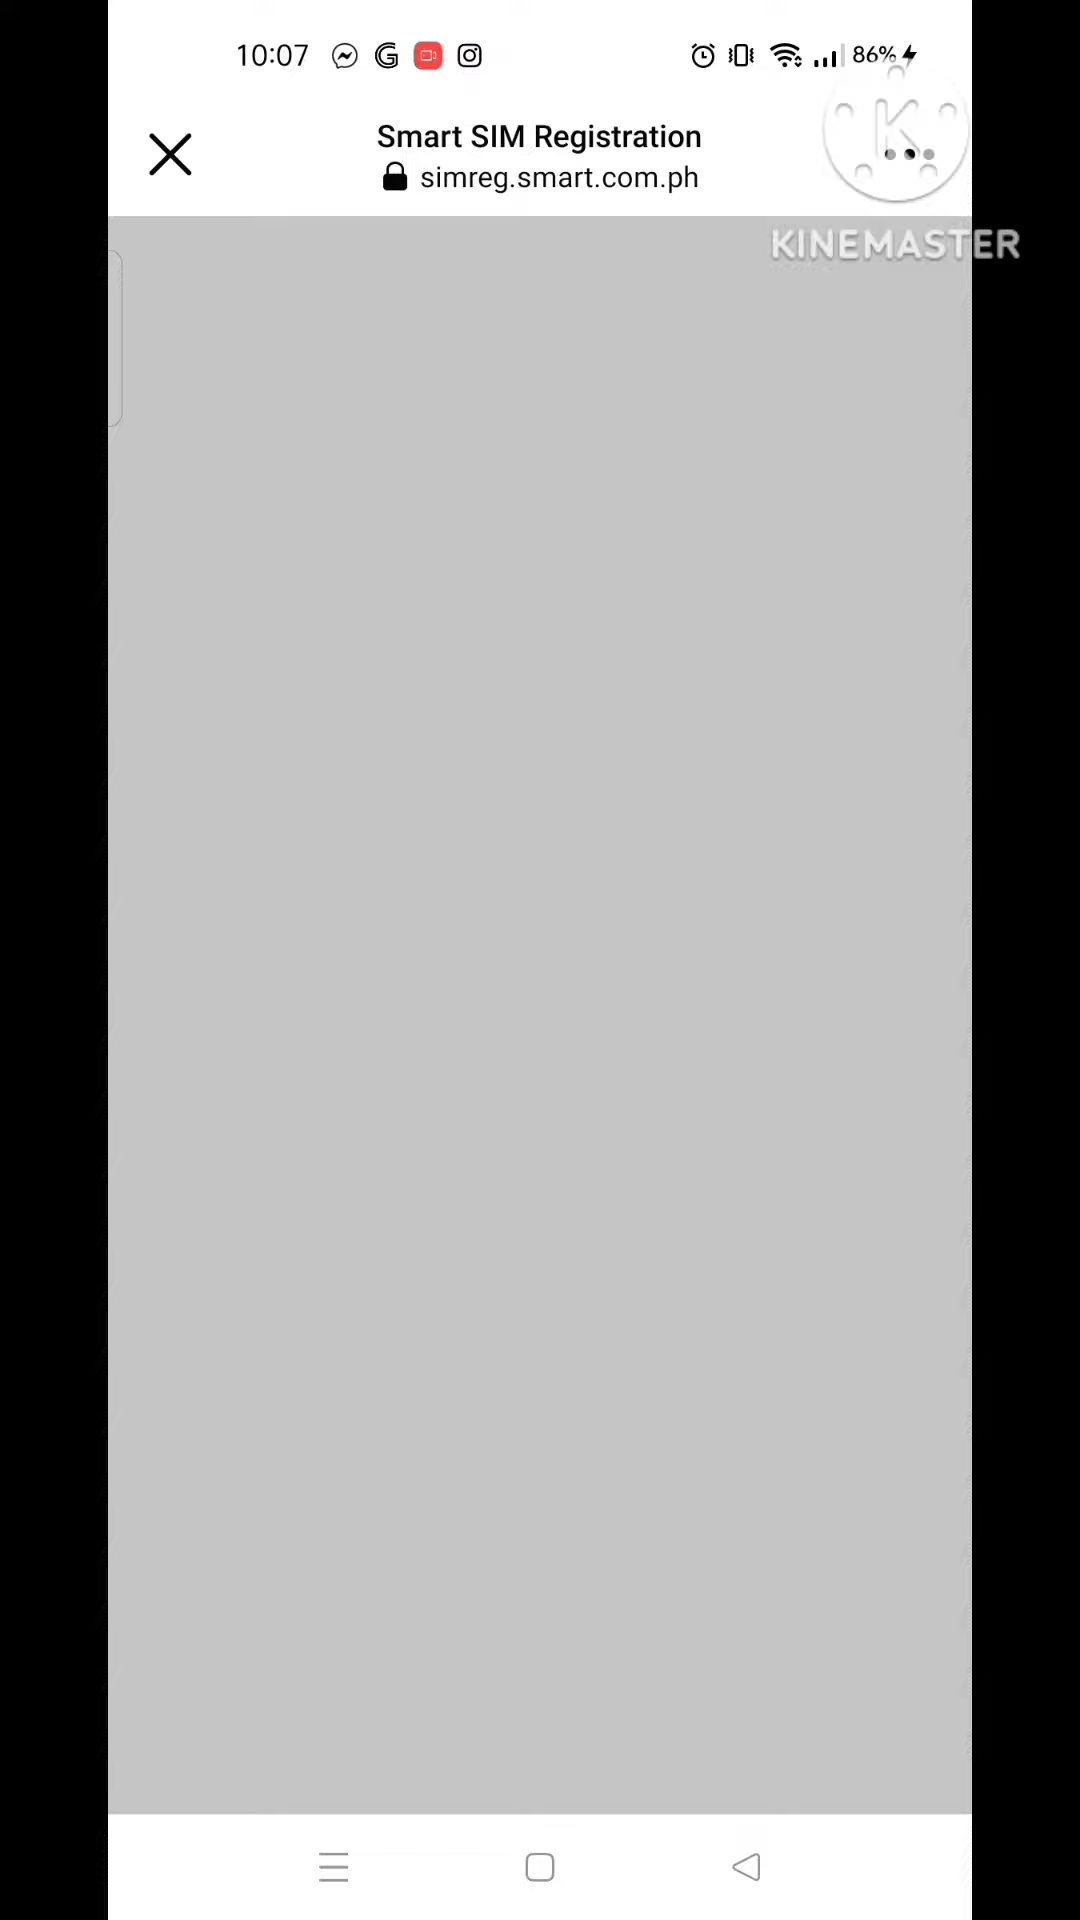 10:07
86%
Smart SIM Registration
simreg.smart.com.ph
K
KINEMASTER